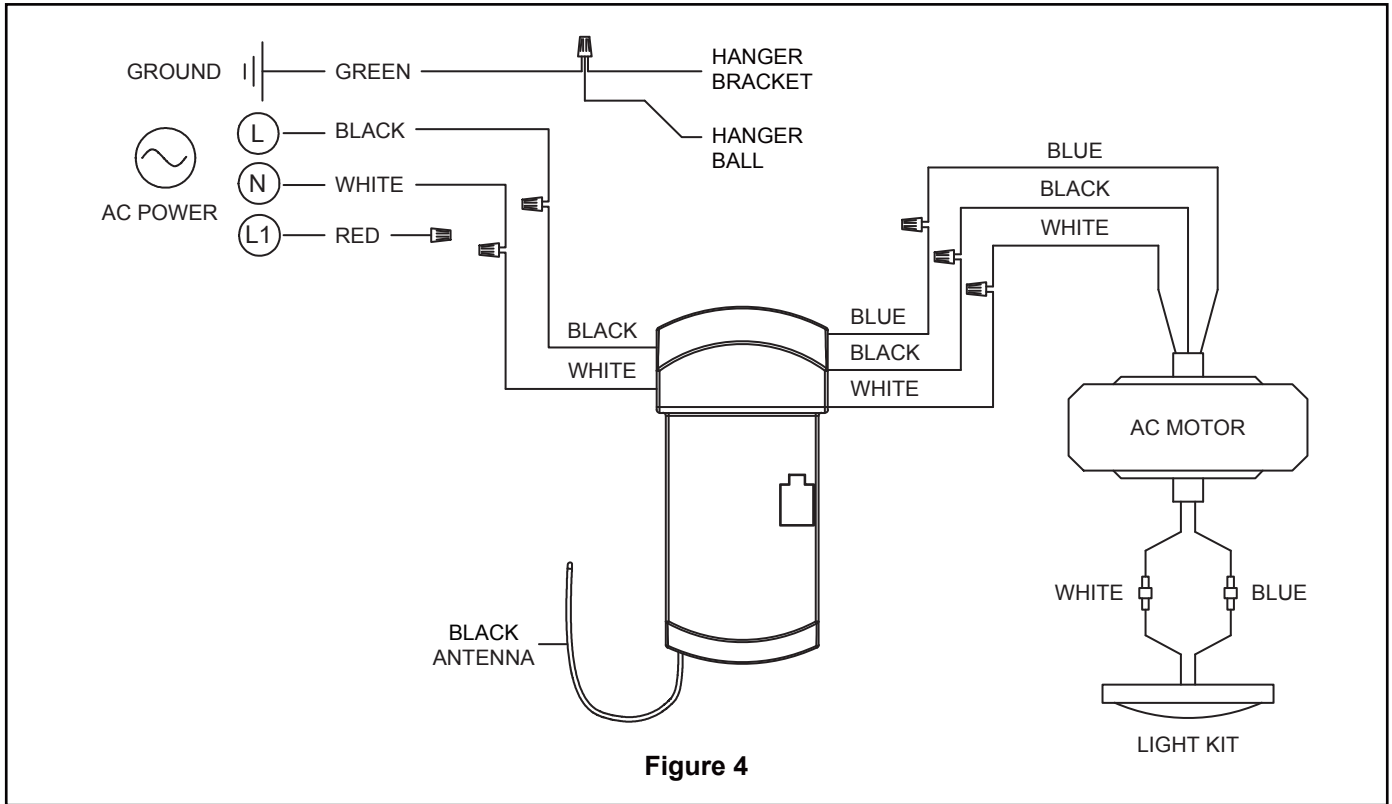 GROUND
GREEN
HANGER
BRACKET
HANGER
BALL
L
BLACK
N
WHITE
AC POWER
L1
RED
BLUE
BLACK
WHITE
BLACK
WHITE
BLUE
BLACK
WHITE
AC MOTOR
WHITE
BLUE
BLACK
ANTENNA
LIGHT KIT
Figure 4